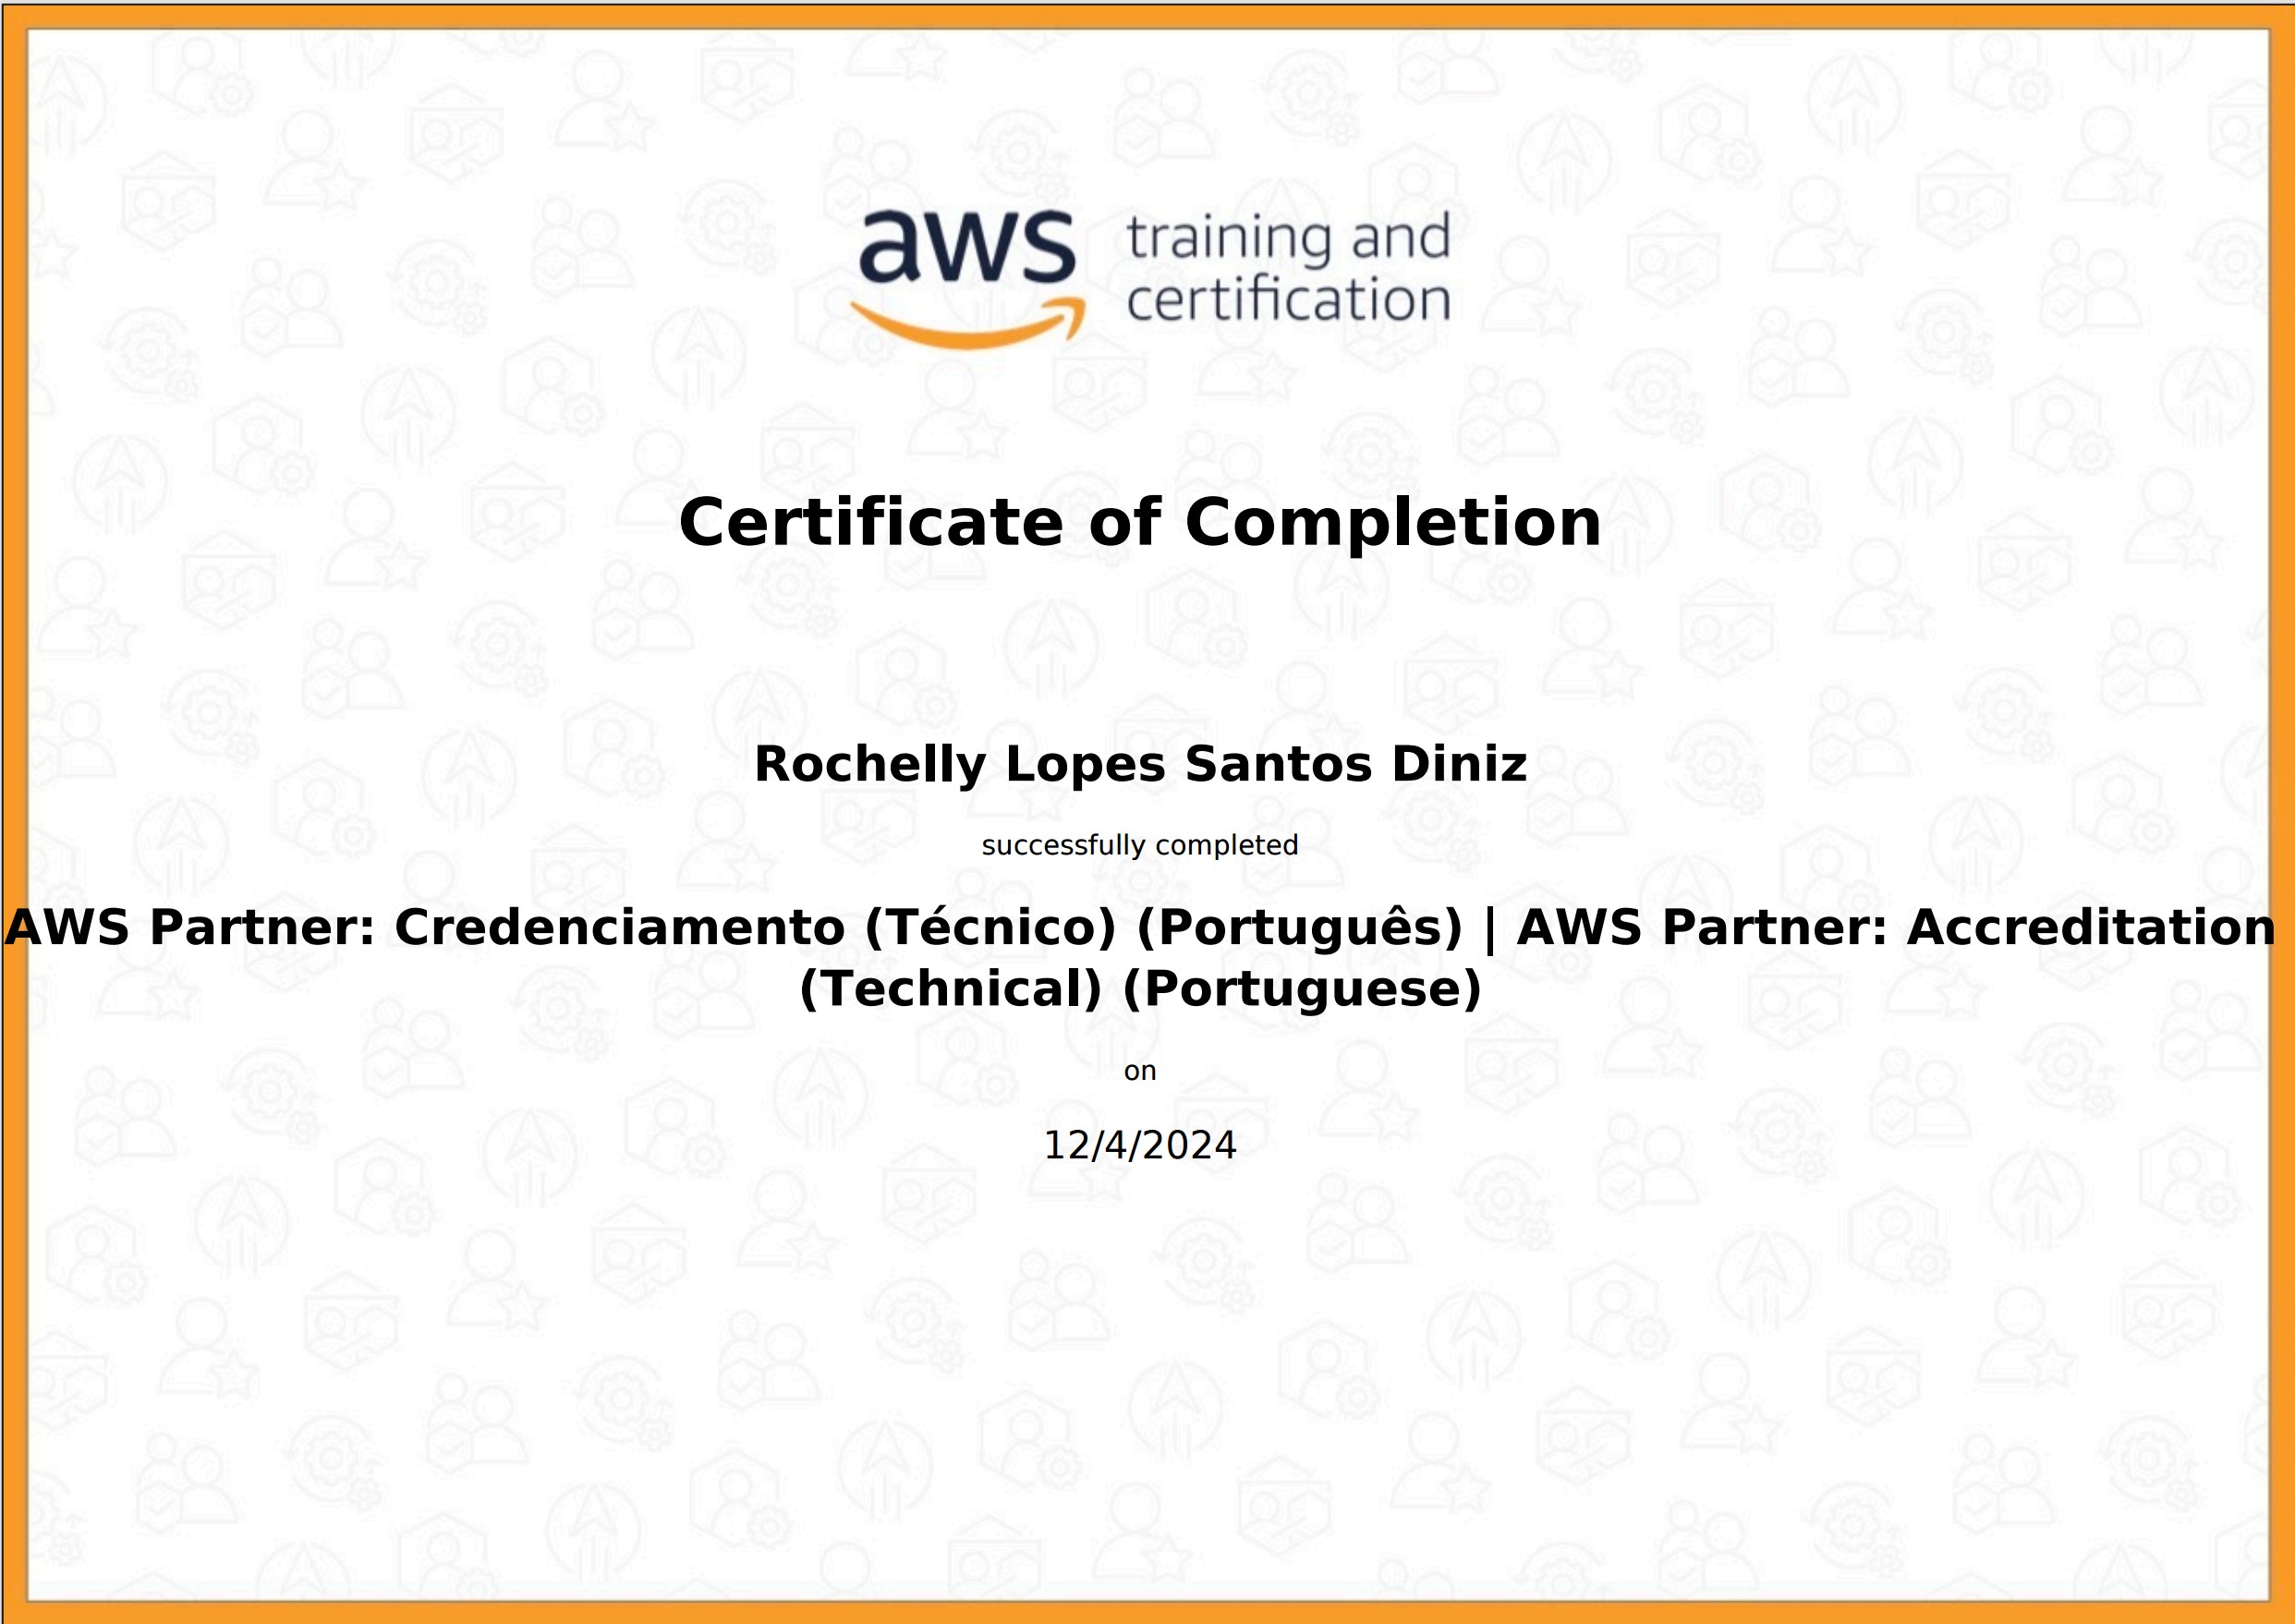 aws training and
certification
Certificate of Completion
Rochelly Lopes Santos Diniz
successfully completed
AWS Partner: Credenciamento (Técnico) (Português) | AWS Partner: Accreditation
(Technical) (Portuguese)
on
12/4/2024